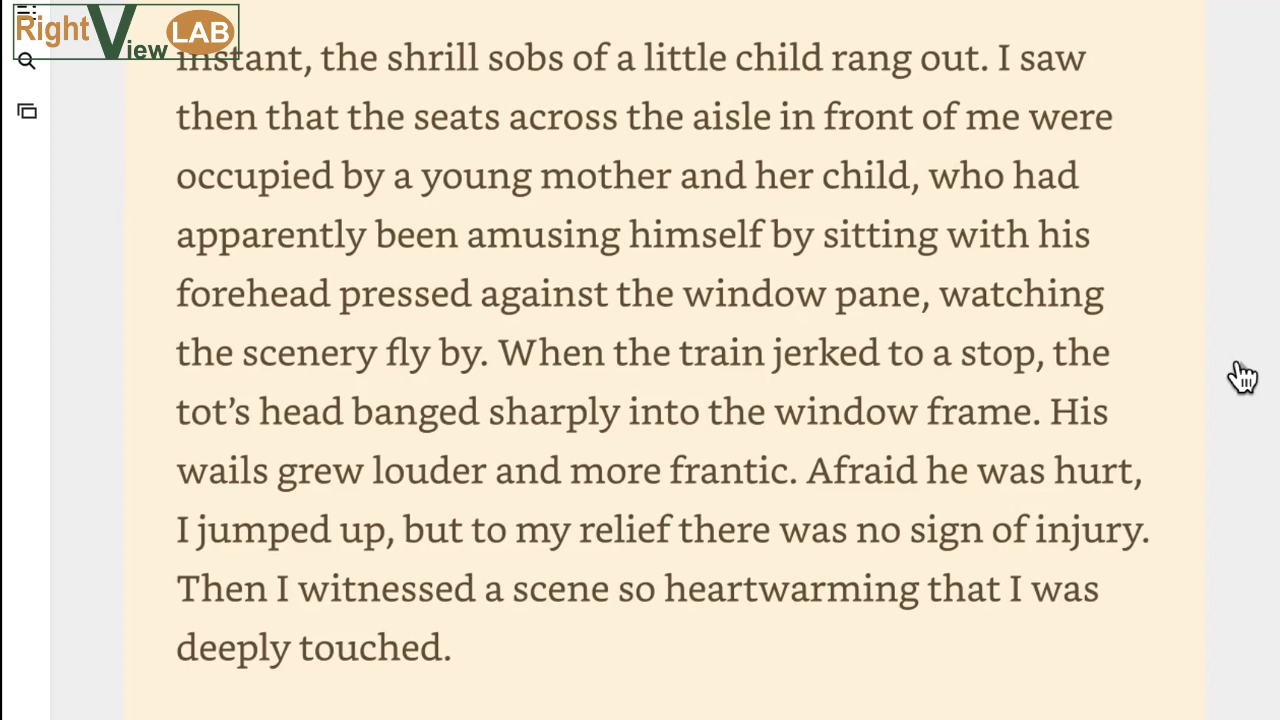 Right View LAB
instant, the shrill sobs of a little child rang out. I saw
then that the seats across the aisle in front of me were
occupied by a young mother and her child, who had
apparently been amusing himself by sitting with his
forehead pressed against the window pane, watching
the scenery fly by. When the train jerked to a stop, the
tot’s head banged sharply into the window frame. His
wails grew louder and more frantic. Afraid he was hurt,
I jumped up, but to my relief there was no sign of injury.
Then I witnessed a scene so heartwarming that I was
deeply touched.